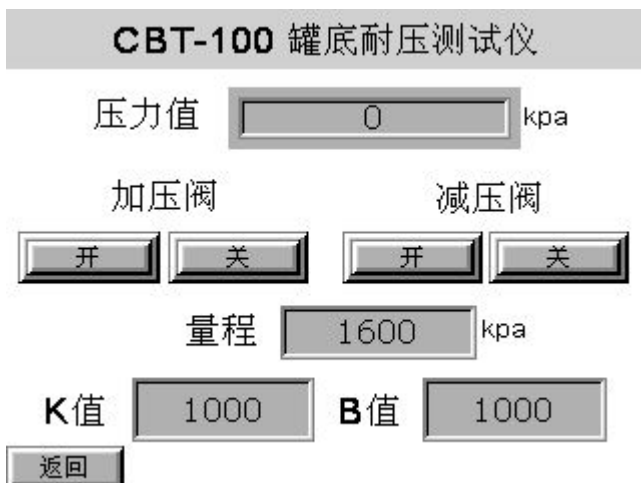 CBT-100 罐底耐压测试仪
压力值 0 kpa
加压阀 减压阀
开 关 开 关
量程 1600 kpa
K值 1000 B值 1000
返回